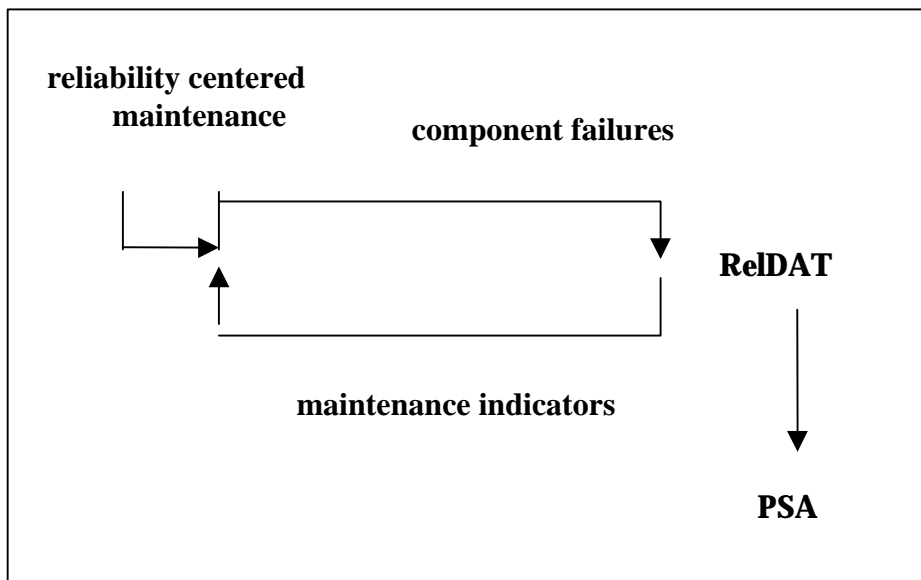 reliability centered
maintenance
component failures
RelDAT
maintenance indicators
PSA